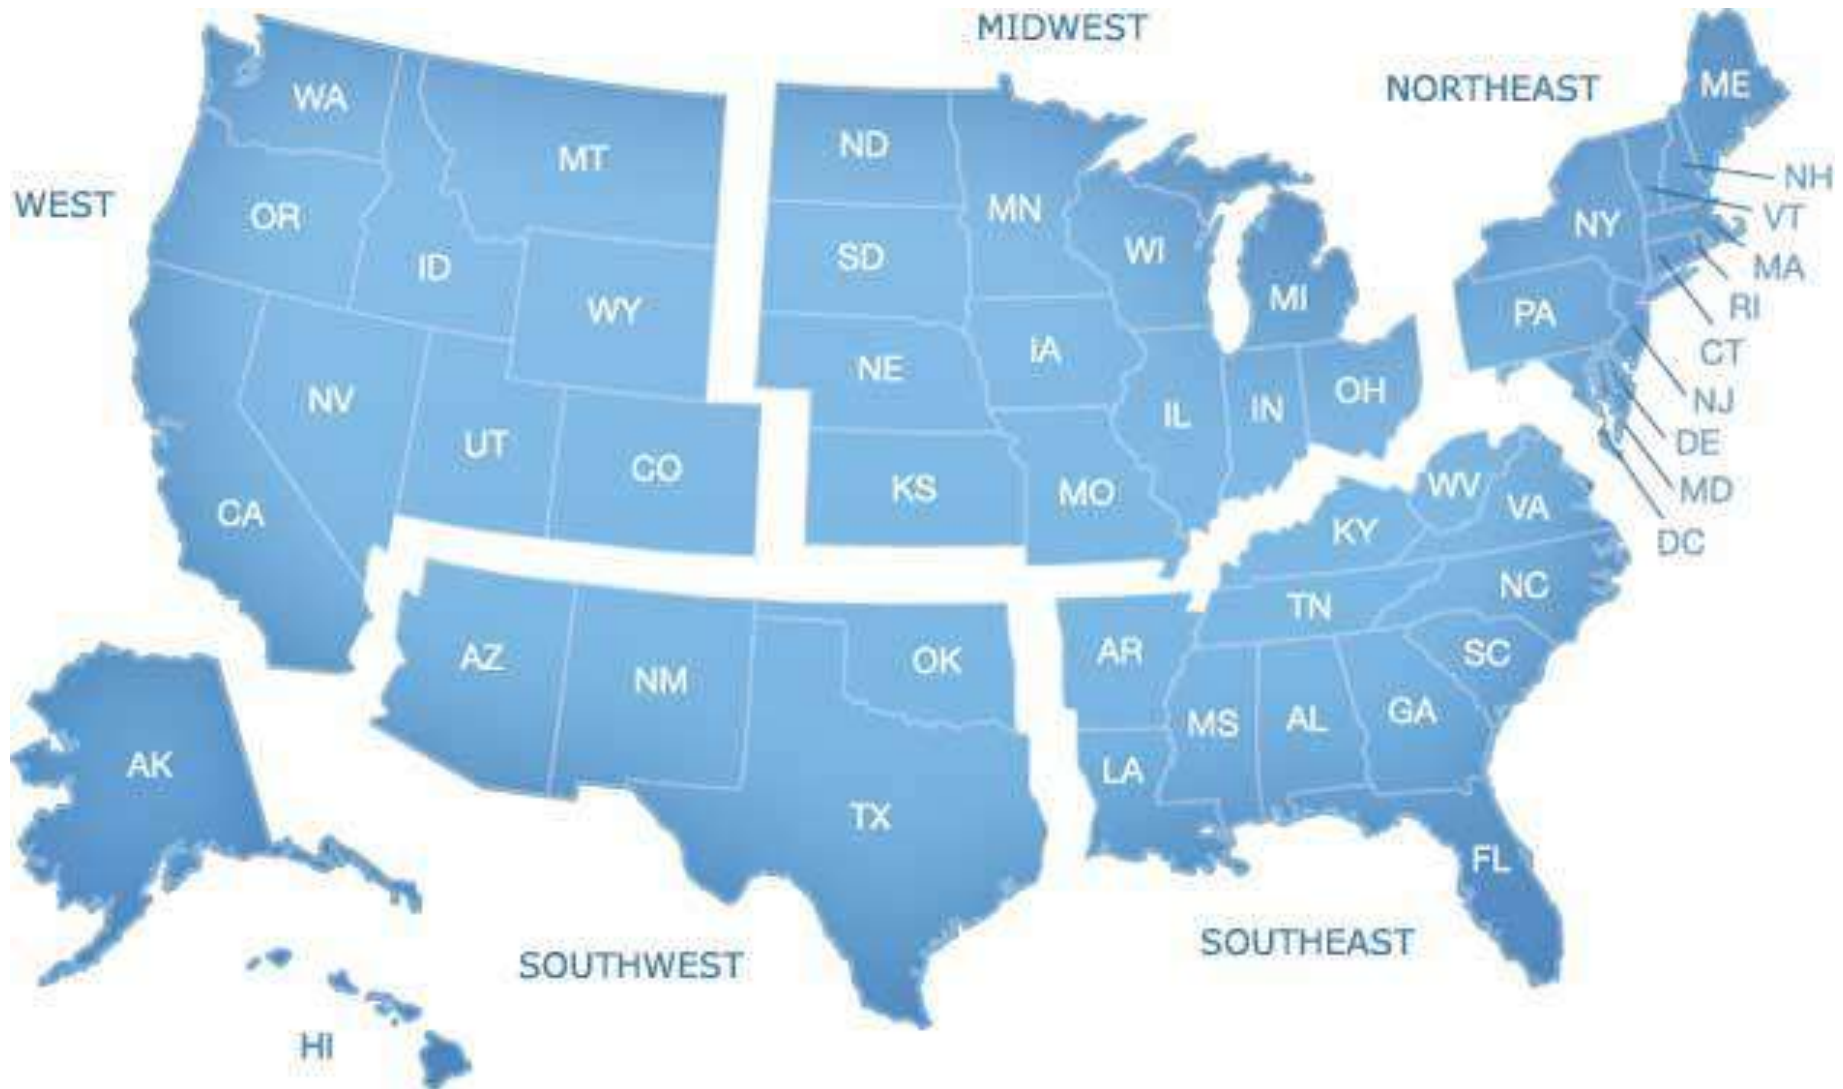 MIDWEST
NORTHEAST
ME
WA
MT
ND
NH
WEST
OR
MN
NY
VT
ID
SD
WI
MA
WY
MI
PA
RI
NV
NE
iA
CT
UT
CO
IL
IN
OH
NJ
DE
CA
KS
MO
WV
VA
MD
KY
DC
AZ
NM
OK
AR
TN
NC
SC
AK
MS
AL
GA
LA
TX
FL
SOUTHWEST
SOUTHEAST
HI